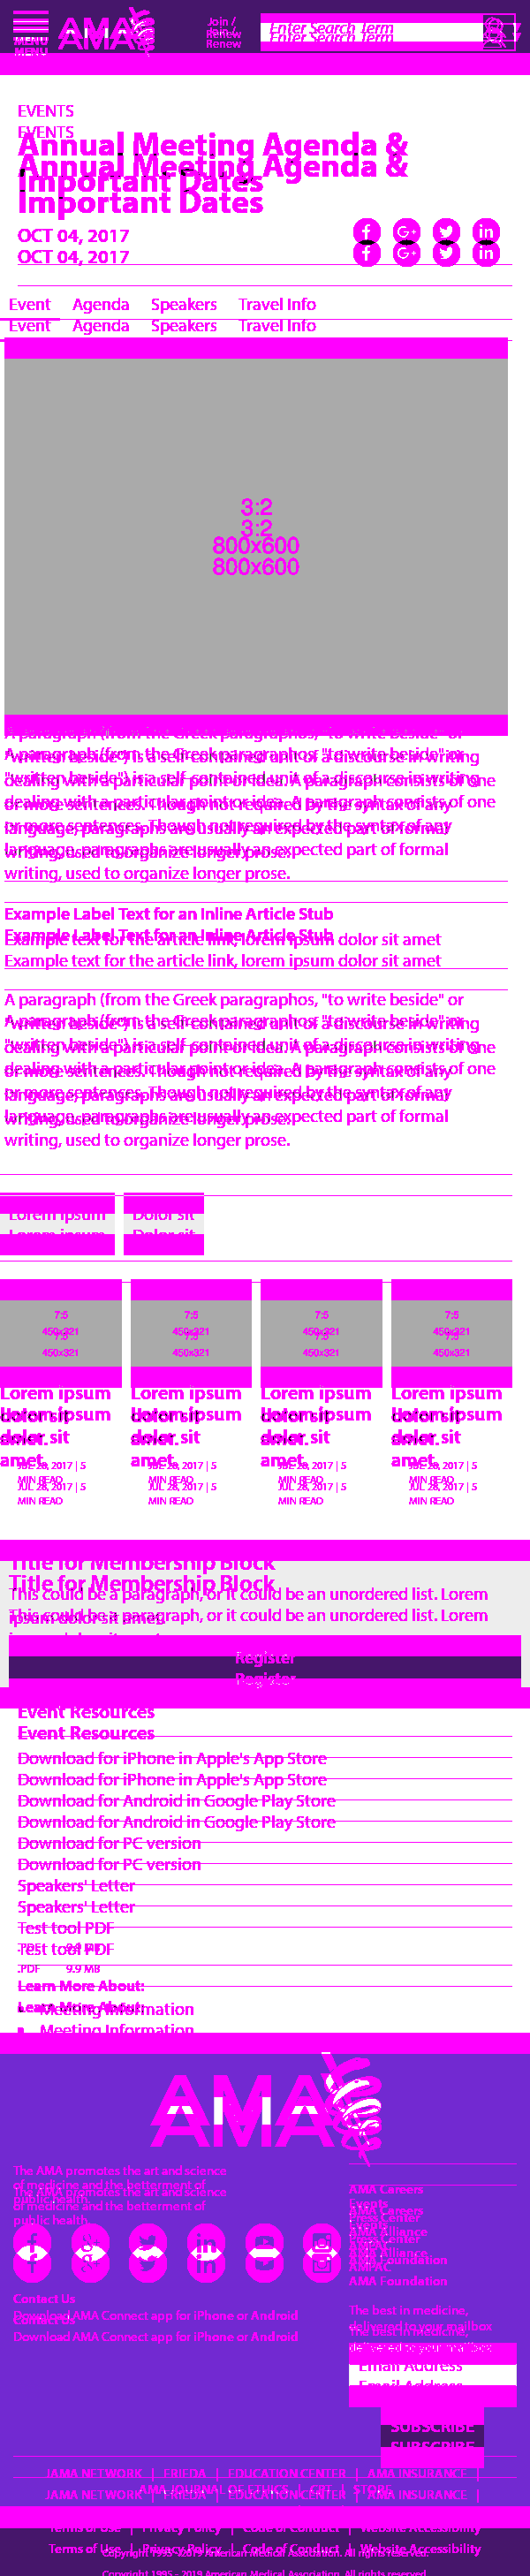 MENU
AMA
Join /
Renew
Enter Search Term
EVENTS
Annual Meeting Agenda &
Important Dates
OCT 04, 2017
Event Agenda Speakers Travel Info
3:2
800x600
A paragraph (from the Greek paragraphos, "to write beside" or
"written beside") is a self-contained unit of a discourse in writing
dealing with a particular point or idea. A paragraph consists of one
or more sentences. Though not required by the syntax of any
language, paragraphs are usually an expected part of formal
writing, used to organize longer prose.
Example Label Text for an Inline Article Stub
Example text for the article link, lorem ipsum dolor sit amet
A paragraph (from the Greek paragraphos, "to write beside" or
"written beside") is a self-contained unit of a discourse in writing
dealing with a particular point or idea. A paragraph consists of one
or more sentences. Though not required by the syntax of any
language, paragraphs are usually an expected part of formal
writing, used to organize longer prose.
Lorem ipsum Dolor sit
7:5 7:5 7:5 7:5
450x321 450x321 450x321 450x321
Lorem ipsum Lorem ipsum Lorem ipsum Lorem ipsum
dolor sit dolor sit dolor sit dolor sit
amet. amet. amet. amet.
JUL 28, 2017 | 5 JUL 28, 2017 | 5 JUL 28, 2017 | 5 JUL 28, 2017 | 5
MIN READ MIN READ MIN READ MIN READ
Title for Membership Block
This could be a paragraph, or it could be an unordered list. Lorem
ipsum dolor sit amet.
Register
Event Resources
Download for iPhone in Apple's App Store
Download for Android in Google Play Store
Download for PC version
Speakers' Letter
Test tool PDF
.PDF 9.9 MB
Learn More About:
Meeting Information
AMA
The AMA promotes the art and science
of medicine and the betterment of
public health.
AMA Careers
Events
Press Center
AMA Alliance
AMPAC
AMA Foundation
Contact Us
Download AMA Connect app for iPhone or Android
The best in medicine,
delivered to your mailbox
Email Address
SUBSCRIBE
JAMA NETWORK | FRIEDA | EDUCATION CENTER | AMA INSURANCE |
AMA JOURNAL OF ETHICS | CPT | STORE
Terms of Use | Privacy Policy | Code of Conduct | Website Accessibility
Copyright 1995 - 2019 American Medical Association. All rights reserved.